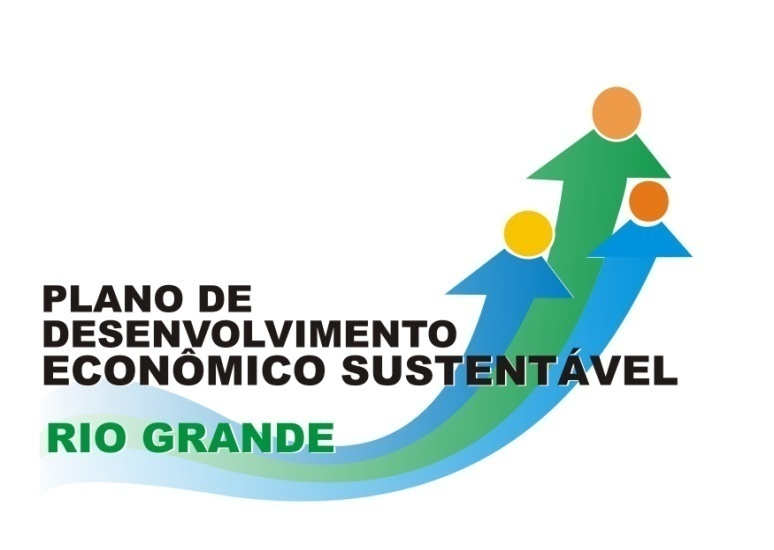 PLANO DE
DESENVOLVIMENTO
ECONÔMICO SUSTENTÁVEL
RIO GRANDE